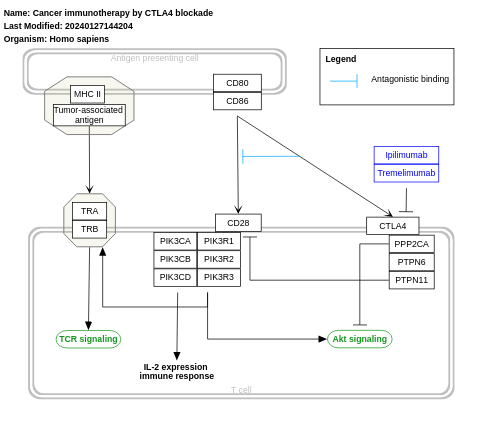 Name: Cancer immunotherapy by CTLA4 blockade
Last Modified: 20240127144204
Organism: Homo sapiens
Antigen presenting cell
Legend
Antagonistic binding
CD80
CD86
MHC II
Tumor-associated
antigen
Ipilimumab
Tremelimumab
TRA
TRB
CD28
CTLA4
PIK3CA
PIK3R1
PIK3CB
PIK3R2
PIK3CD
PIK3R3
PPP2CA
PTPN6
PTPN11
TCR signaling
Akt signaling
IL-2 expression
immune response
T cell